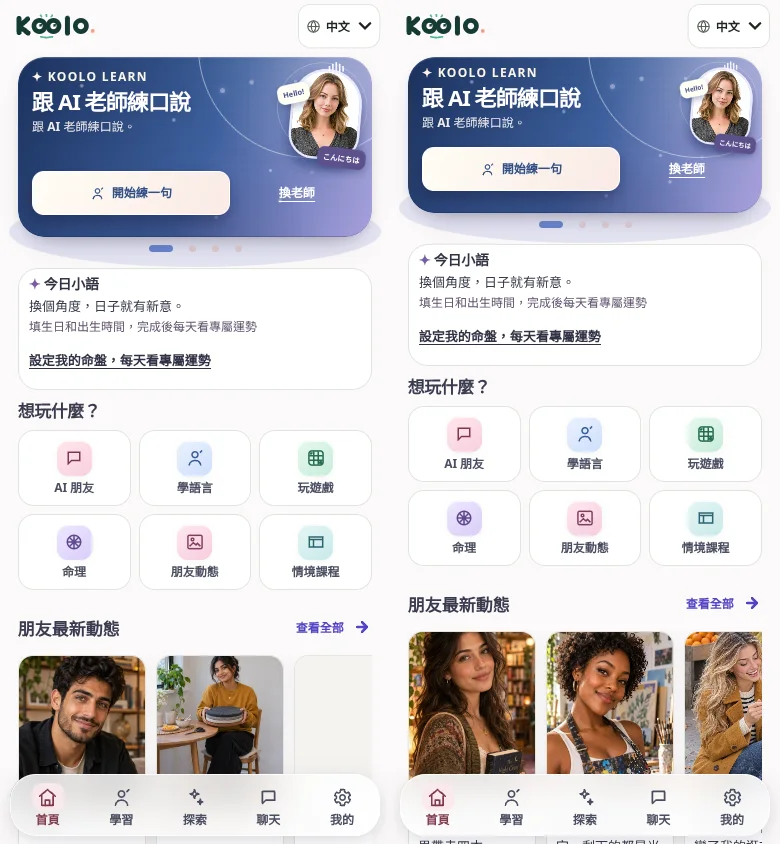 Koolo.
中文
✦ KOOLO LEARN
跟 AI 老師練口說
跟 AI 老師練口說。
Hello!
こんにちは
開始練一句
換老師
✦ 今日小語
換個角度，日子就有新意。
填生日和出生時間，完成後每天看專屬運勢
設定我的命盤，每天看專屬運勢
想玩什麼？
AI 朋友
學語言
玩遊戲
命理
朋友動態
情境課程
朋友最新動態
查看全部
首頁
學習
探索
聊天
我的
Koolo.
中文
✦ KOOLO LEARN
跟 AI 老師練口說
跟 AI 老師練口說。
Hello!
こんにちは
開始練一句
換老師
✦ 今日小語
換個角度，日子就有新意。
填生日和出生時間，完成後每天看專屬運勢
設定我的命盤，每天看專屬運勢
想玩什麼？
AI 朋友
學語言
玩遊戲
命理
朋友動態
情境課程
朋友最新動態
查看全部
首頁
學習
探索
聊天
我的